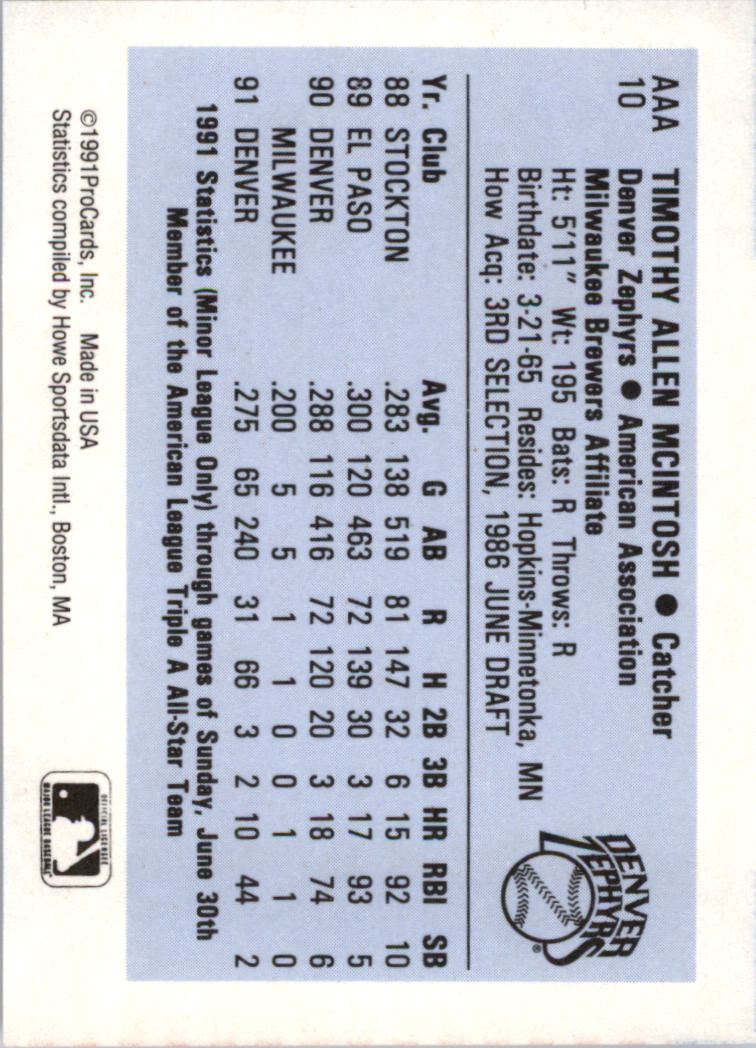 AAA TIMOTHY ALLEN MCINTOSH ● Catcher
10 Denver Zephyrs ● American Association
Milwaukee Brewers Affiliate
Ht: 5'11" Wt: 195 Bats: R Throws: R
Birthdate: 3-21-65 Resides: Hopkins-Minnetonka, MN
How Acq: 3RD SELECTION, 1986 JUNE DRAFT
DENVER
ZEPHYRS
®
Yr. Club Avg. G AB R H 2B 3B HR RBI SB
88 STOCKTON .283 138 519 81 147 32 6 15 92 10
89 EL PASO .300 120 463 72 139 30 3 17 93 5
90 DENVER .288 116 416 72 120 20 3 18 74 6
MILWAUKEE .200 5 5 1 1 0 0 1 1 0
91 DENVER .275 65 240 31 66 3 2 10 44 2
1991 Statistics (Minor League Only) through games of Sunday, June 30th
Member of the American League Triple A All-Star Team
©1991ProCards, Inc. Made in USA
Statistics compiled by Howe Sportsdata Intl., Boston, MA
OFFICIAL LICENSEE
MAJOR LEAGUE BASEBALL